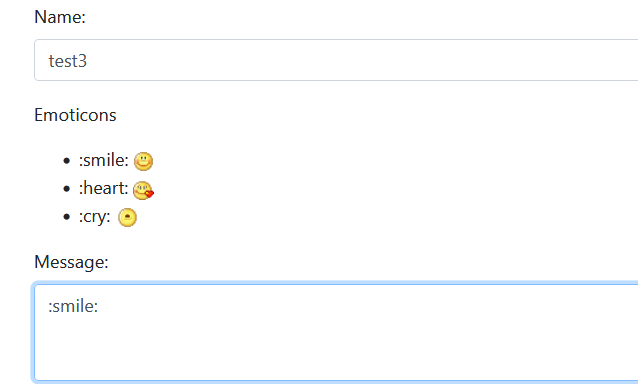 Name:
test3
Emoticons
:smile:
:heart:
:cry:
Message:
:smile: